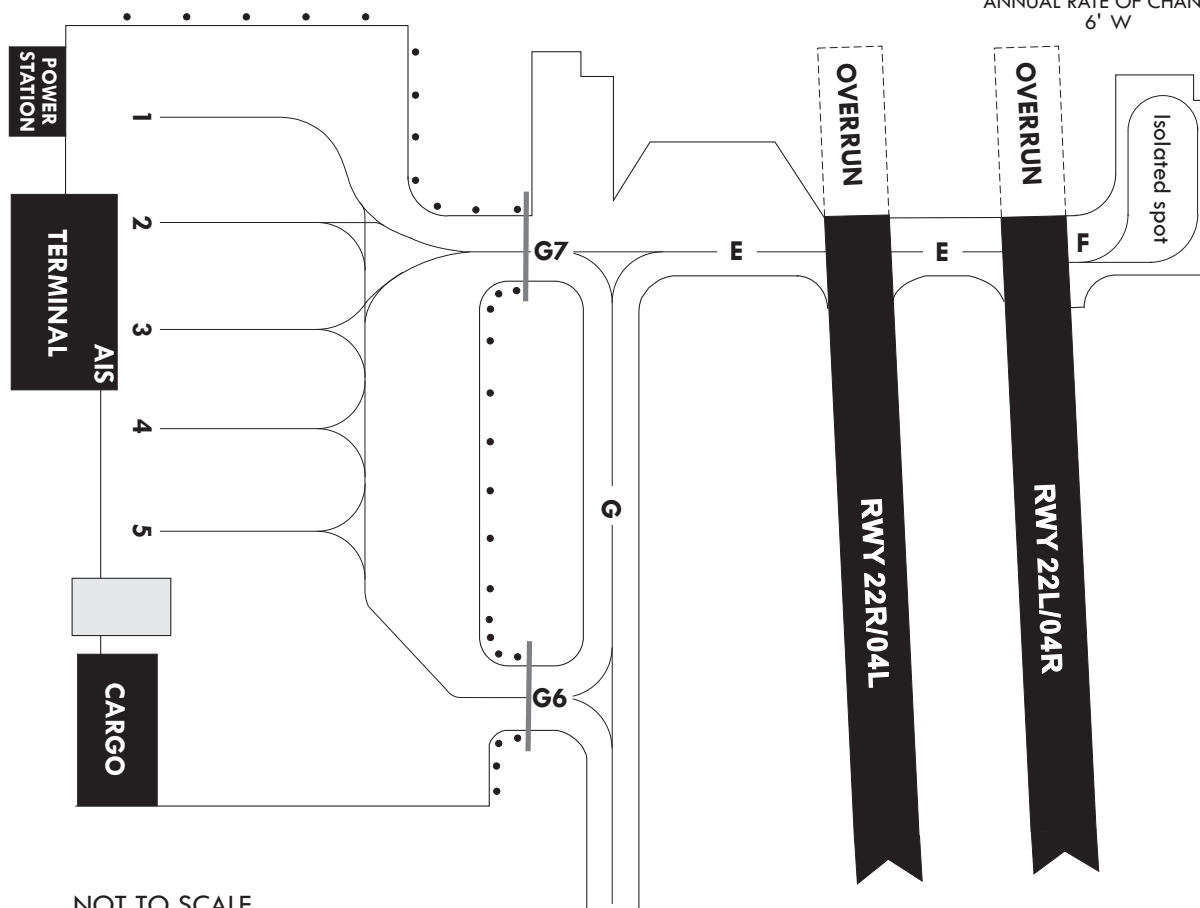 ANNUAL RATE OF CHAN
6' W
POWER
STATION
OVERRUN
OVERRUN
Isolated spot
1
2
TERMINAL
AIS
G7
E
E
F
3
4
G
5
RWY 22R/04L
RWY 22L/04R
G6
CARGO
NOT TO SCALE